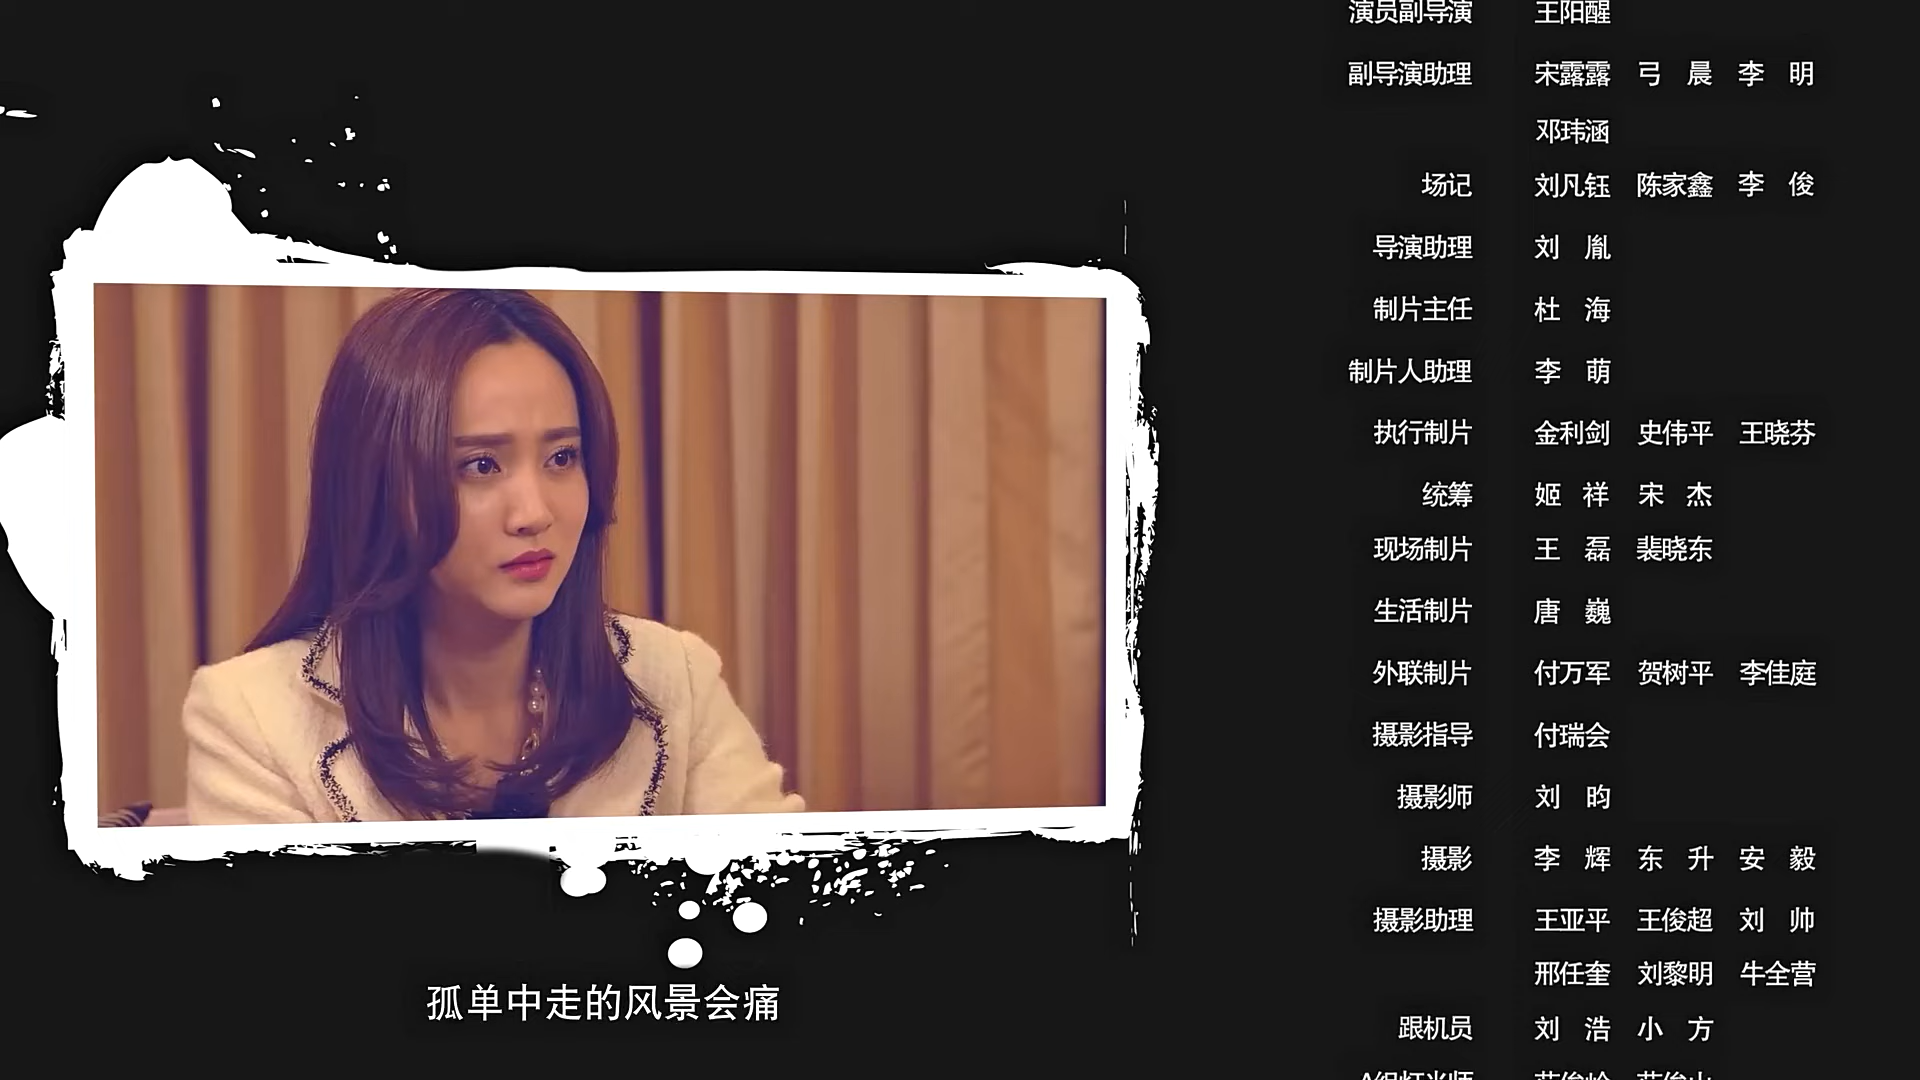 演员副导演 王阳醒
副导演助理 宋露露 弓 晨 李 明
邓玮涵
场记 刘凡钰 陈家鑫 李 俊
导演助理 刘 胤
制片主任 杜 海
制片人助理 李 萌
执行制片 金利剑 史伟平 王晓芬
统筹 姬 祥 宋 杰
现场制片 王 磊 裴晓东
生活制片 唐 巍
外联制片 付万军 贺树平 李佳庭
摄影指导 付瑞会
摄影师 刘 昀
摄影 李 辉 东 升 安 毅
摄影助理 王亚平 王俊超 刘 帅
邢任奎 刘黎明 牛全营
跟机员 刘 浩 小 方
孤单中走的风景会痛